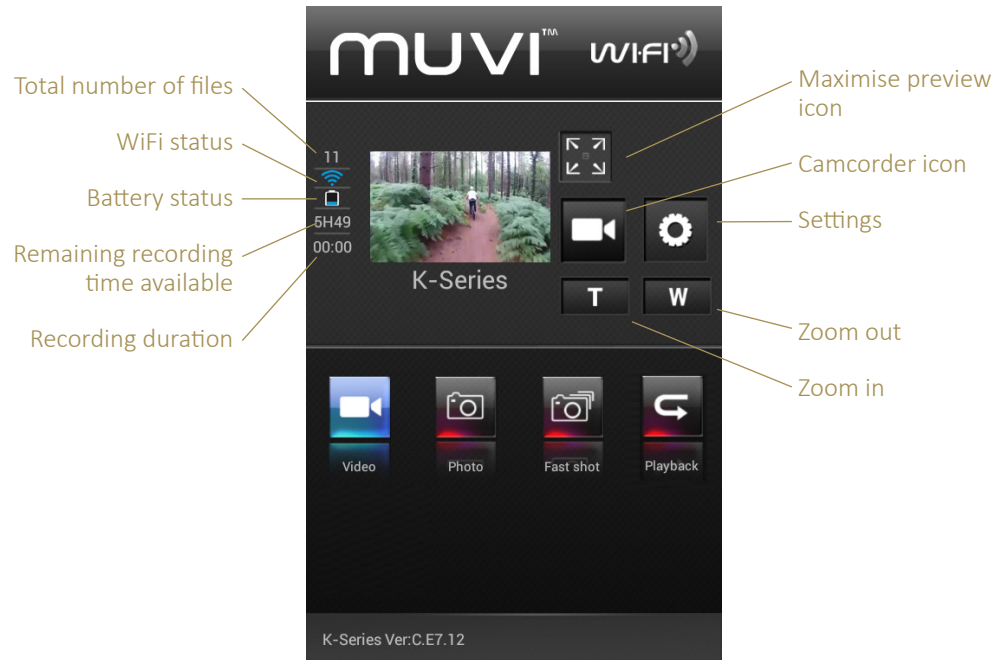 MUVI™ WI-FI
Total number of files
WiFi status
Battery status
Remaining recording
time available
Recording duration
11
5H49
00:00
K-Series
T
W
Maximise preview
icon
Camcorder icon
Settings
Zoom out
Zoom in
Video
Photo
Fast shot
Playback
K-Series Ver:C.E7.12